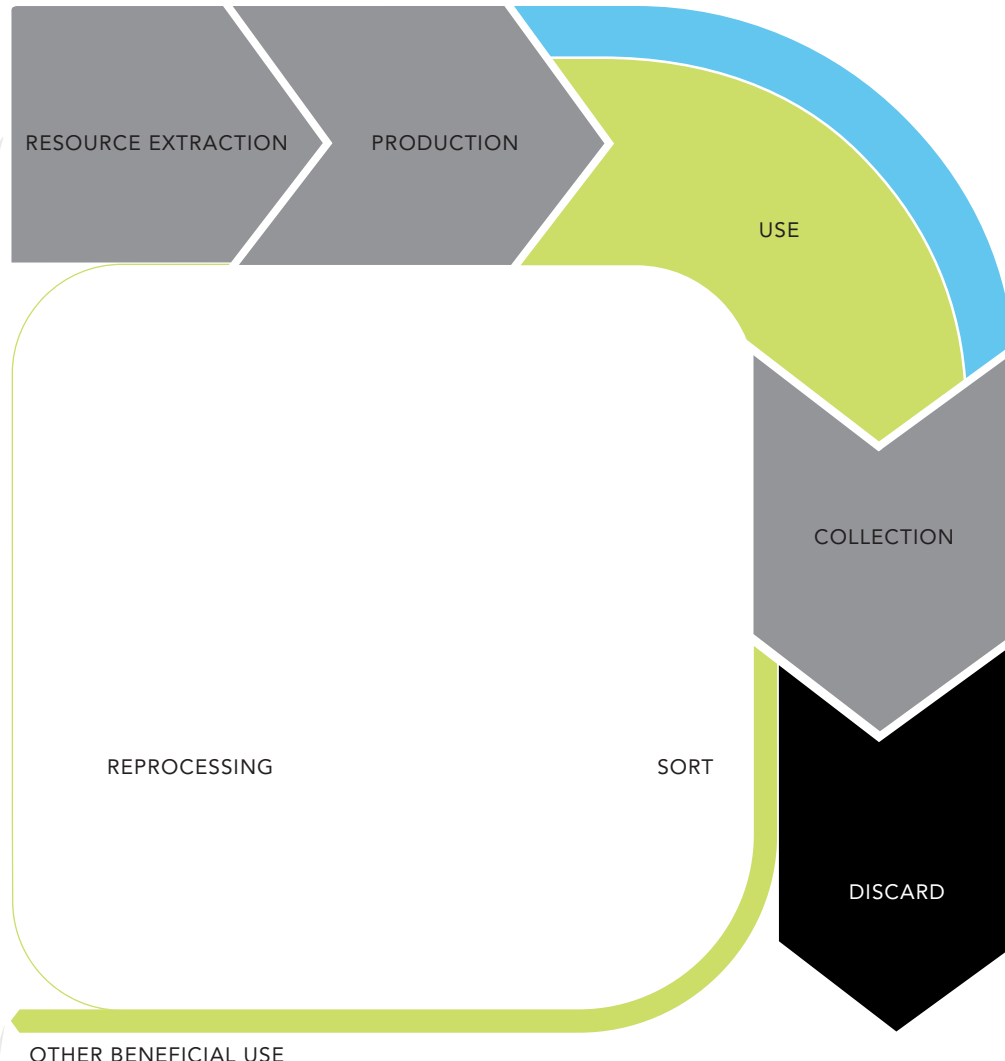 RESOURCE EXTRACTION
PRODUCTION
USE
COLLECTION
REPROCESSING
SORT
DISCARD
OTHER BENEFICIAL USE